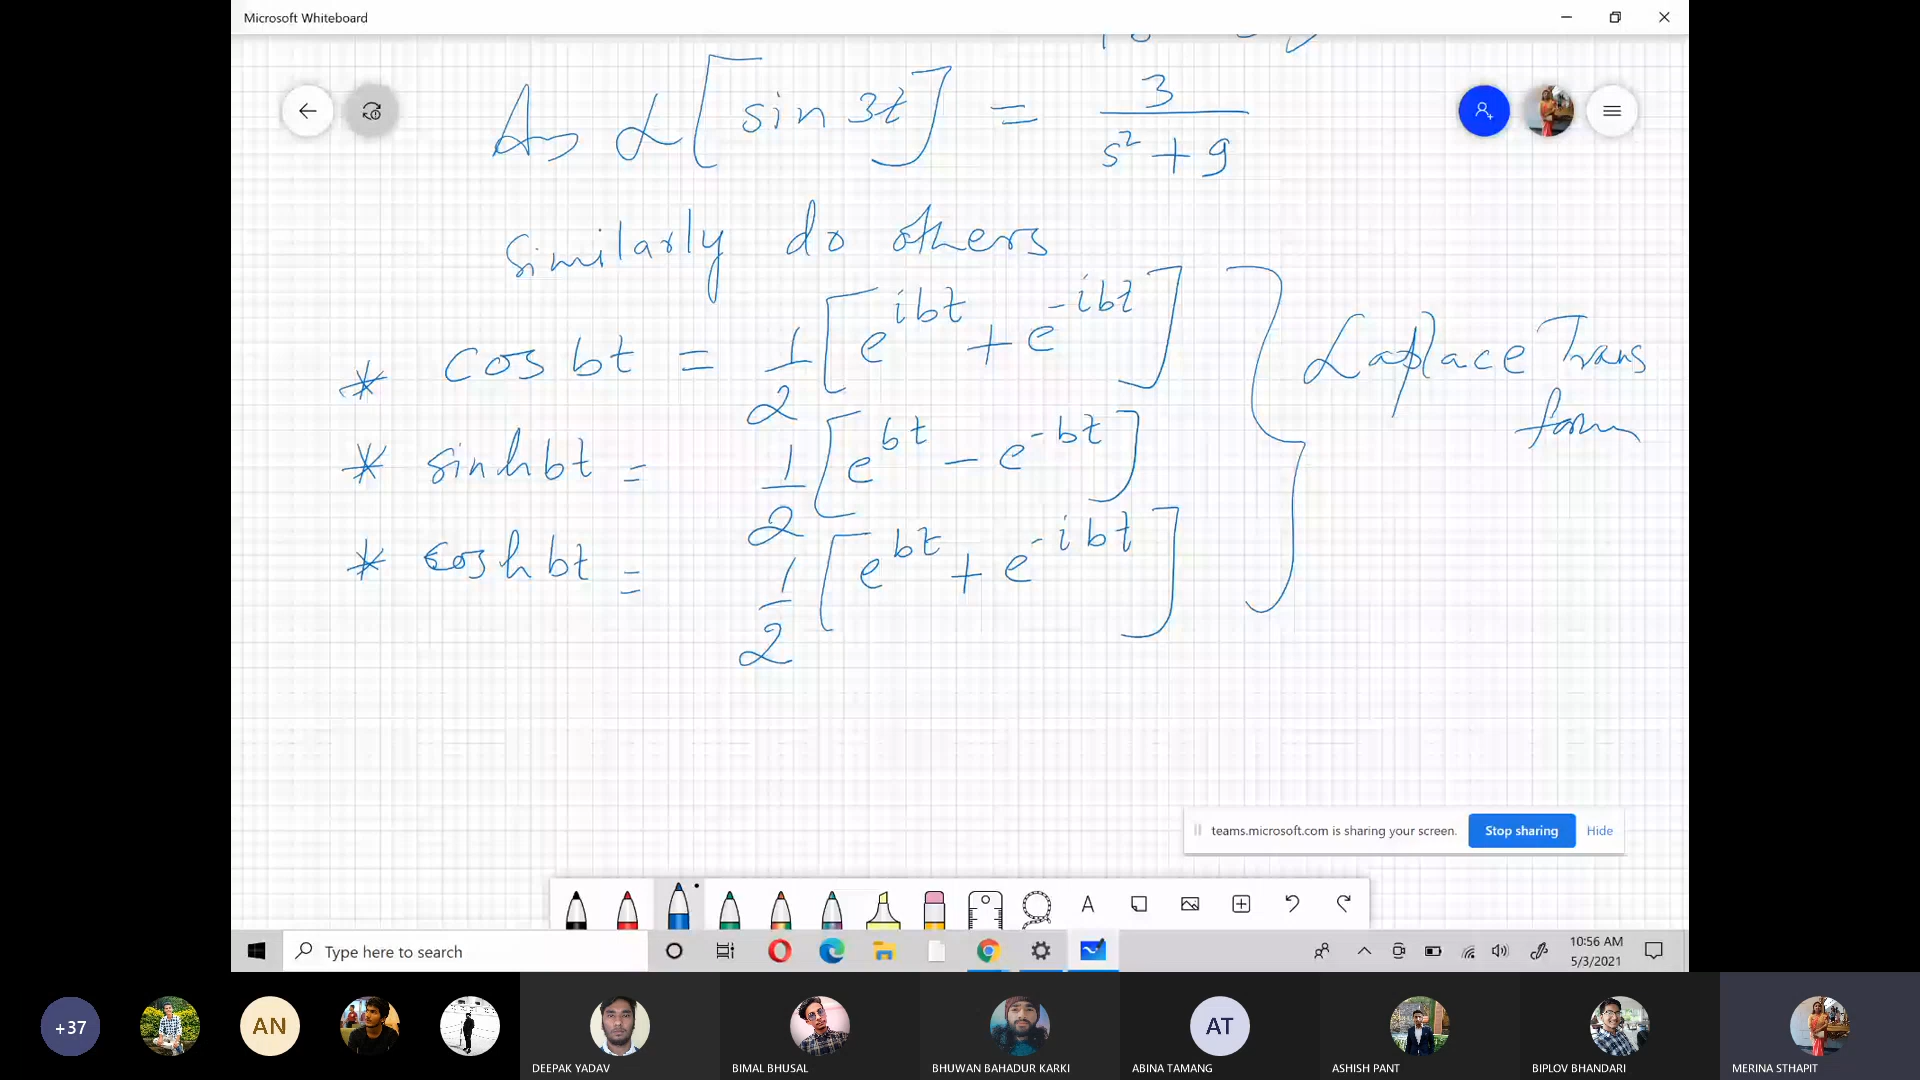 Microsoft Whiteboard
As ℒ[sin 3t] = 3/(s²+9)
Similarly do others
* cos bt = 1/2 [e^{ibt} + e^{-ibt}]
* sinh bt = 1/2 [e^{bt} - e^{-bt}]
* cosh bt = 1/2 [e^{bt} + e^{-ibt}]
} Laplace Trans
form
teams.microsoft.com is sharing your screen. Stop sharing Hide
A
Type here to search
10:56 AM
5/3/2021
+37
AN
AT
DEEPAK YADAV
BIMAL BHUSAL
BHUWAN BAHADUR KARKI
ABINA TAMANG
ASHISH PANT
BIPLOV BHANDARI
MERINA STHAPIT